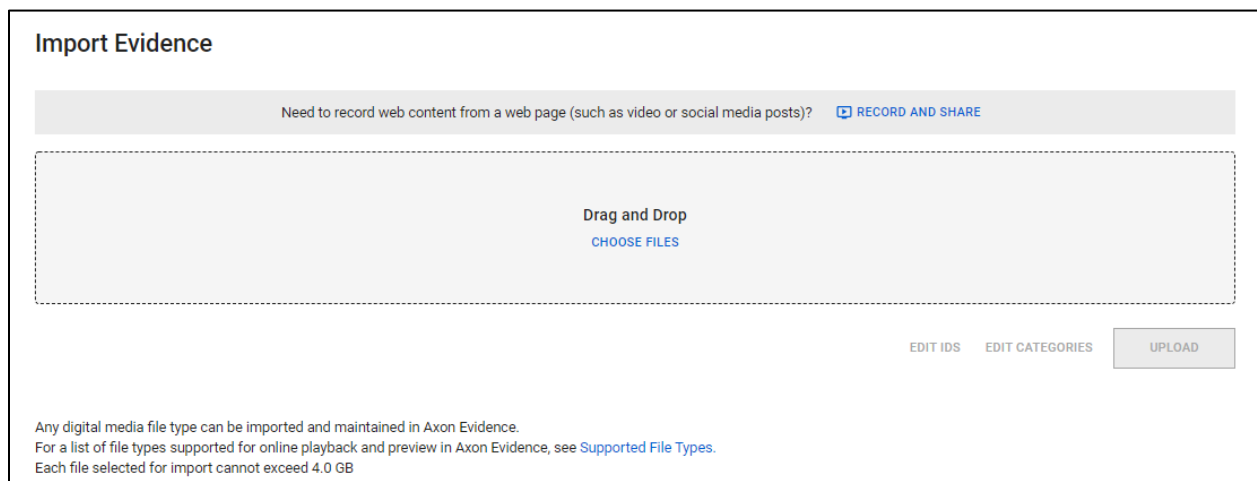 Import Evidence
Need to record web content from a web page (such as video or social media posts)? RECORD AND SHARE
Drag and Drop
CHOOSE FILES
EDIT IDS EDIT CATEGORIES UPLOAD
Any digital media file type can be imported and maintained in Axon Evidence.
For a list of file types supported for online playback and preview in Axon Evidence, see Supported File Types.
Each file selected for import cannot exceed 4.0 GB